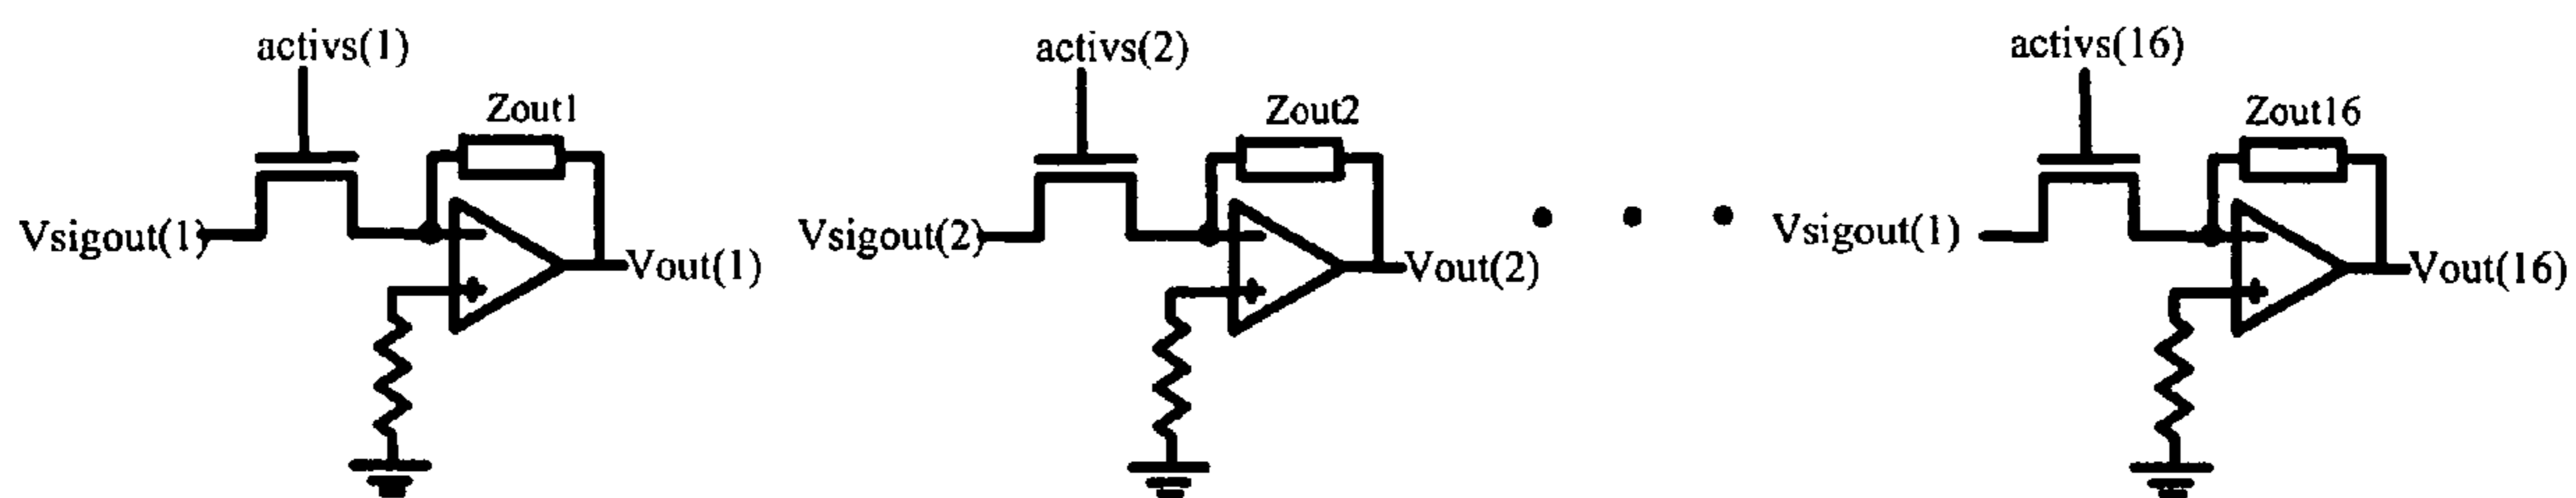 activs(1)
activs(2)
activs(16)
Zout1
Zout2
Zout16
Vsigout(1)
Vout(1)
Vsigout(2)
Vout(2)
Vsigout(1)
Vout(16)